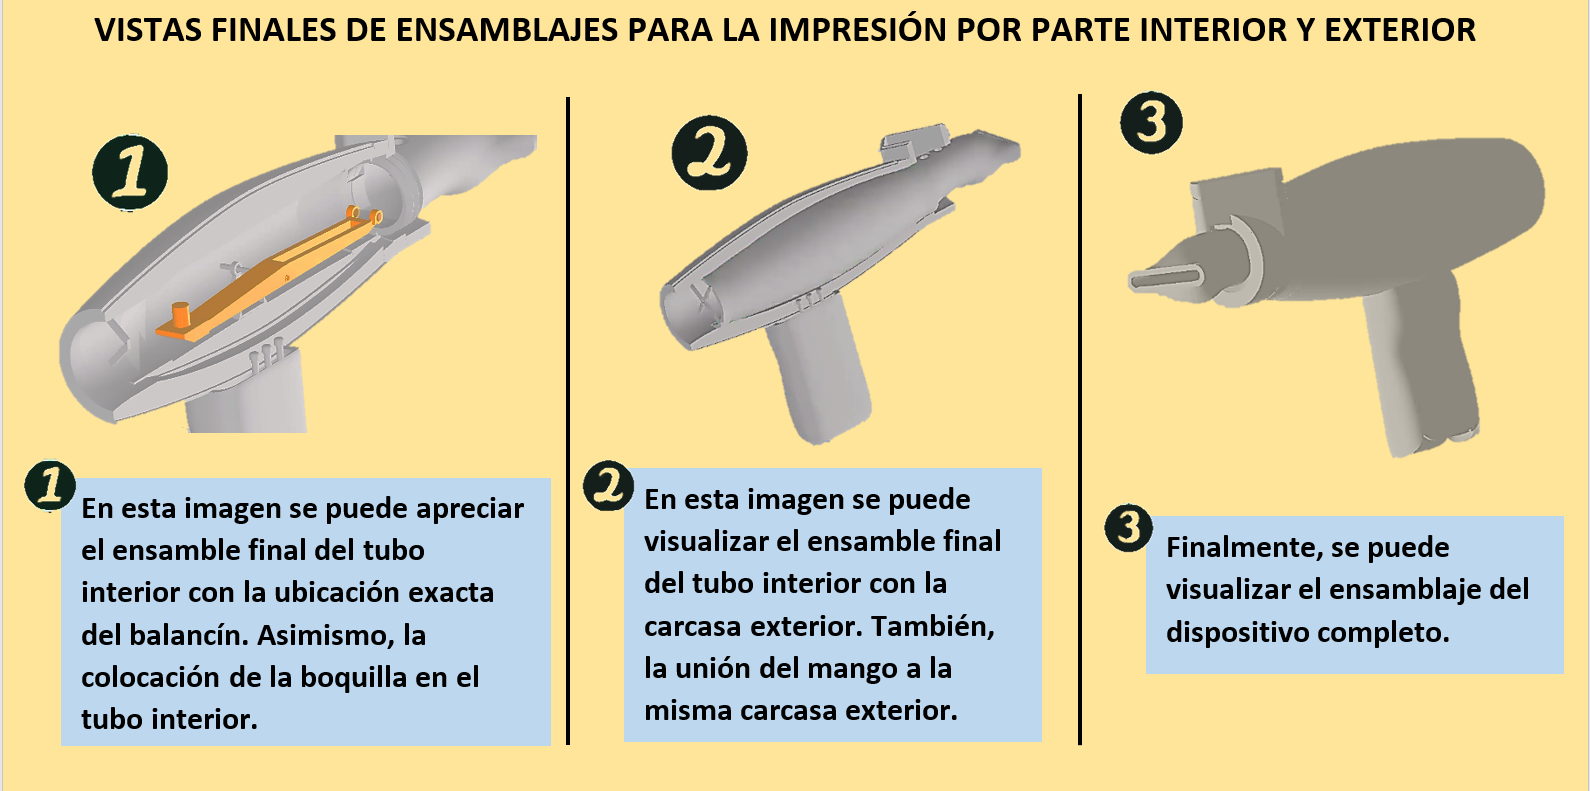 VISTAS FINALES DE ENSAMBLAJES PARA LA IMPRESIÓN POR PARTE INTERIOR Y EXTERIOR
1
2
3
1
En esta imagen se puede apreciar
el ensamble final del tubo
interior con la ubicación exacta
del balancín. Asimismo, la
colocación de la boquilla en el
tubo interior.
2
En esta imagen se puede
visualizar el ensamble final
del tubo interior con la
carcasa exterior. También,
la unión del mango a la
misma carcasa exterior.
3
Finalmente, se puede
visualizar el ensamblaje del
dispositivo completo.